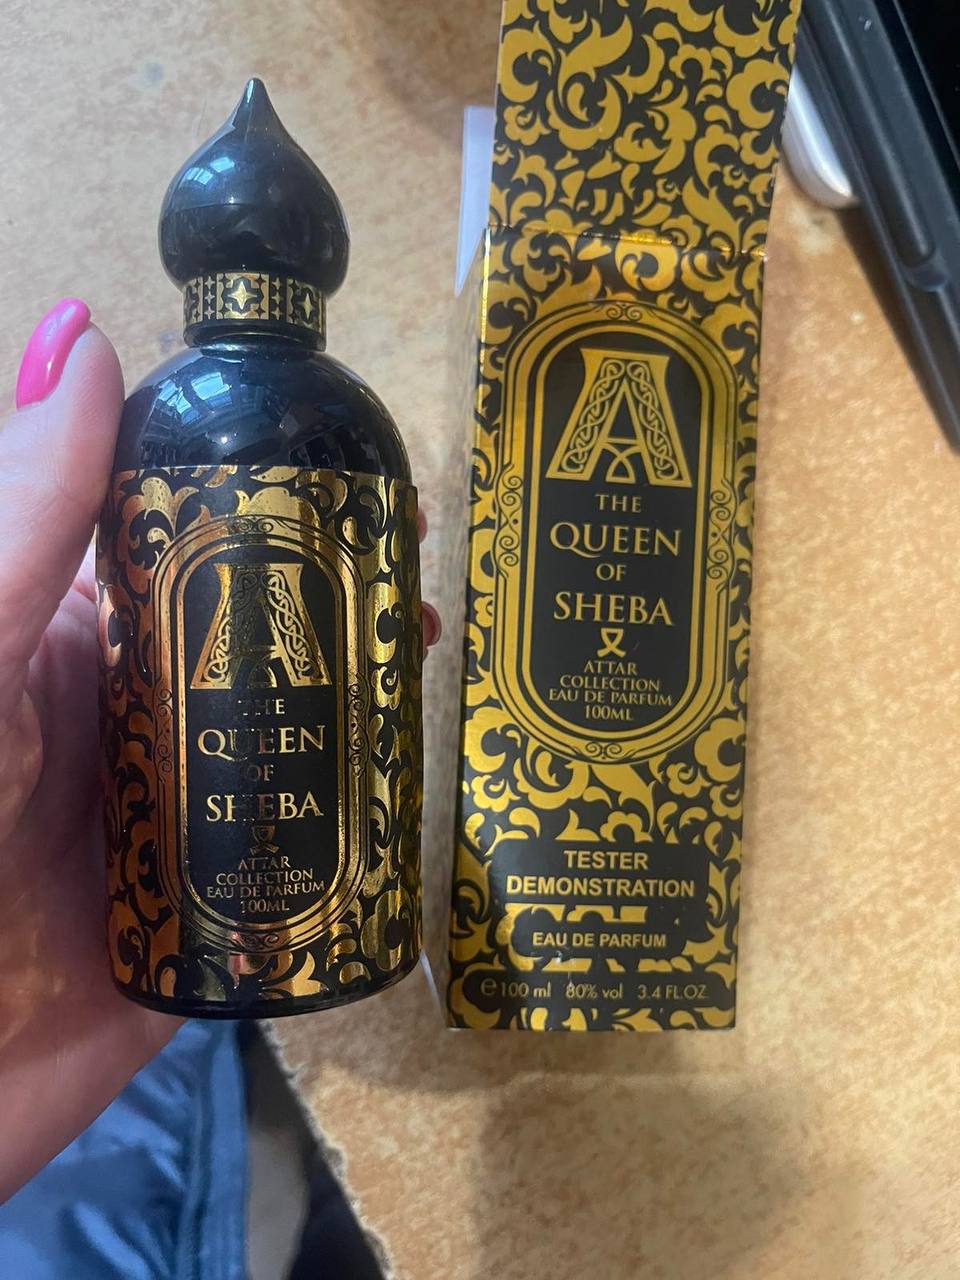 A
THE
QUEEN
OF
SHEBA
ATTAR
COLLECTION
EAU DE PARFUM
100ML
A
THE
QUEEN
OF
SHEBA
ATTAR
COLLECTION
EAU DE PARFUM
100ML
TESTER
DEMONSTRATION
EAU DE PARFUM
℮100 ml 80% vol 3.4 FL.OZ.